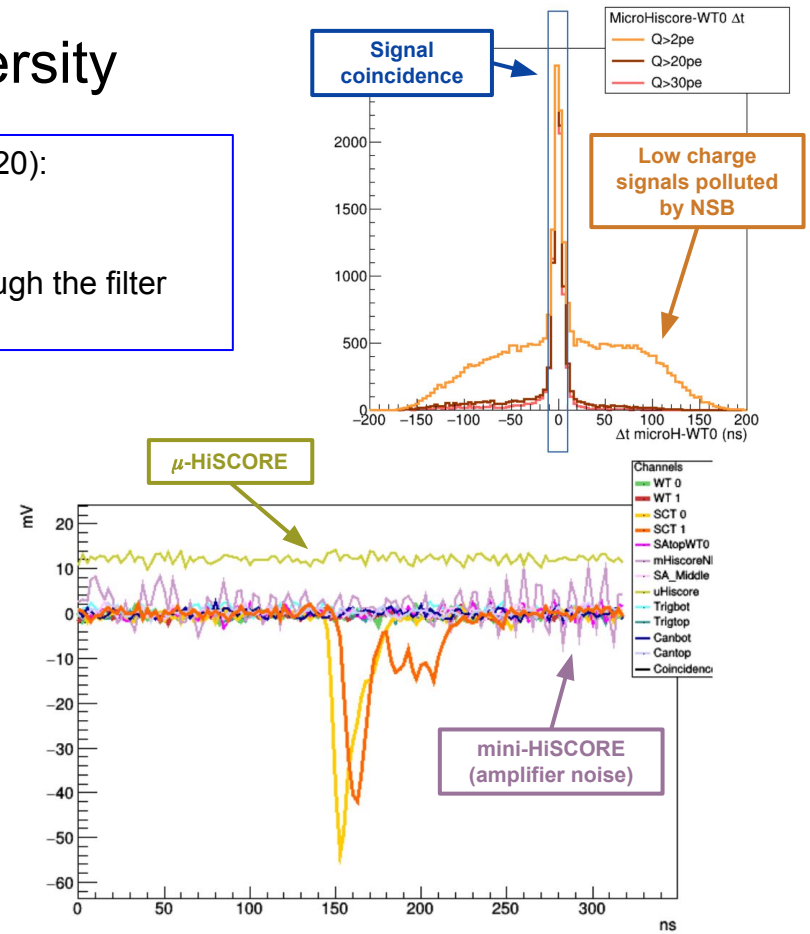 ersity
20):
ugh the filter
MicroHiscore-WT0 Δt
Q>2pe
Q>20pe
Q>30pe
Signal
coincidence
Low charge
signals polluted
by NSB
2000
1500
1000
500
0
−200 −150 −100 −50 0 50 100 150 200
Δt microH-WT0 (ns)
μ-HiSCORE
Channels
WT 0
WT 1
SCT 0
SCT 1
SAtopWT0
mHiscoreN
SA_Middle
uHiscore
Trigbot
Trigtop
Canbot
Cantop
Coincidenc
mV
20
10
0
−10
−20
−30
−40
−50
−60
mini-HiSCORE
(amplifier noise)
0 50 100 150 200 250 300
ns